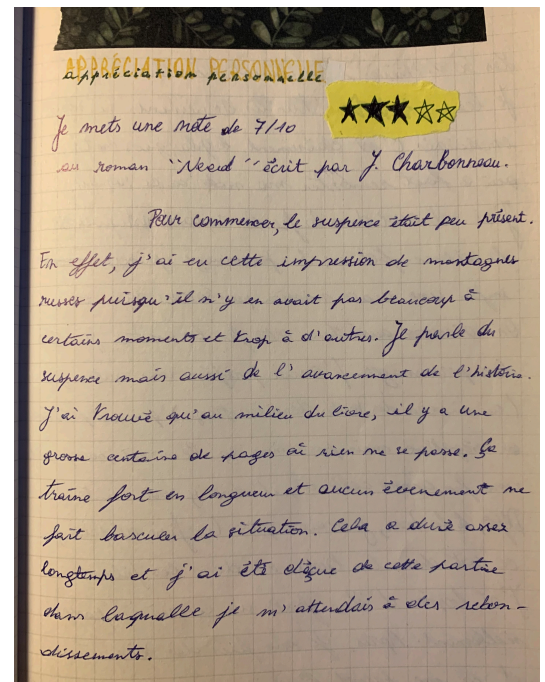 APPRÉCIATION PERSONNELLE
appréciation personnelle
Je mets une note de 7/10
au roman "Need" écrit par J. Charbonneau.
Pour commencer, le suspence était peu présent.
En effet, j'ai eu cette impression de montagnes
russes puisqu'il n'y en avait pas beaucoup à
certains moments et trop à d'autres. Je parle du
suspence mais aussi de l'avancement de l'histoire.
J'ai trouvé qu'au milieu du livre, il y a une
grosse centaine de pages où rien ne se passe. Ça
traine fort en longueur et aucun évenement ne
fait basculer la situation. Cela a duré assez
longtemps et j'ai été déçue de cette partie
dans laquelle je m'attendais à des rebon-
dissements.